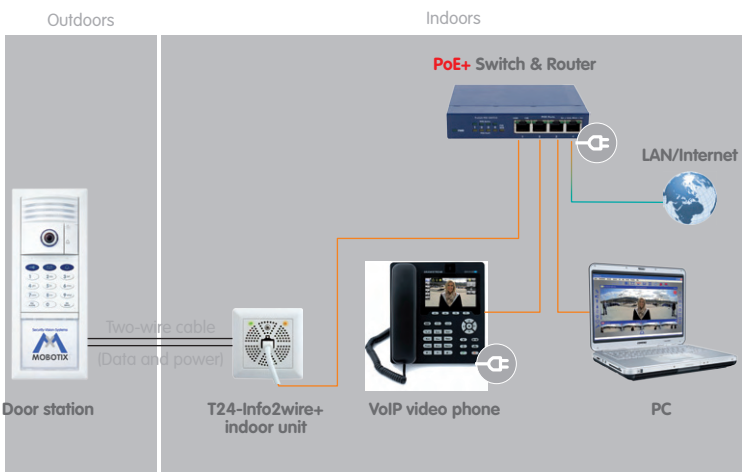 Outdoors
Indoors
PoE+ Switch & Router
LAN/Internet
Two-wire cable
(Data and power)
MOBOTIX
Door station
T24-Info2wire+
indoor unit
VoIP video phone
PC